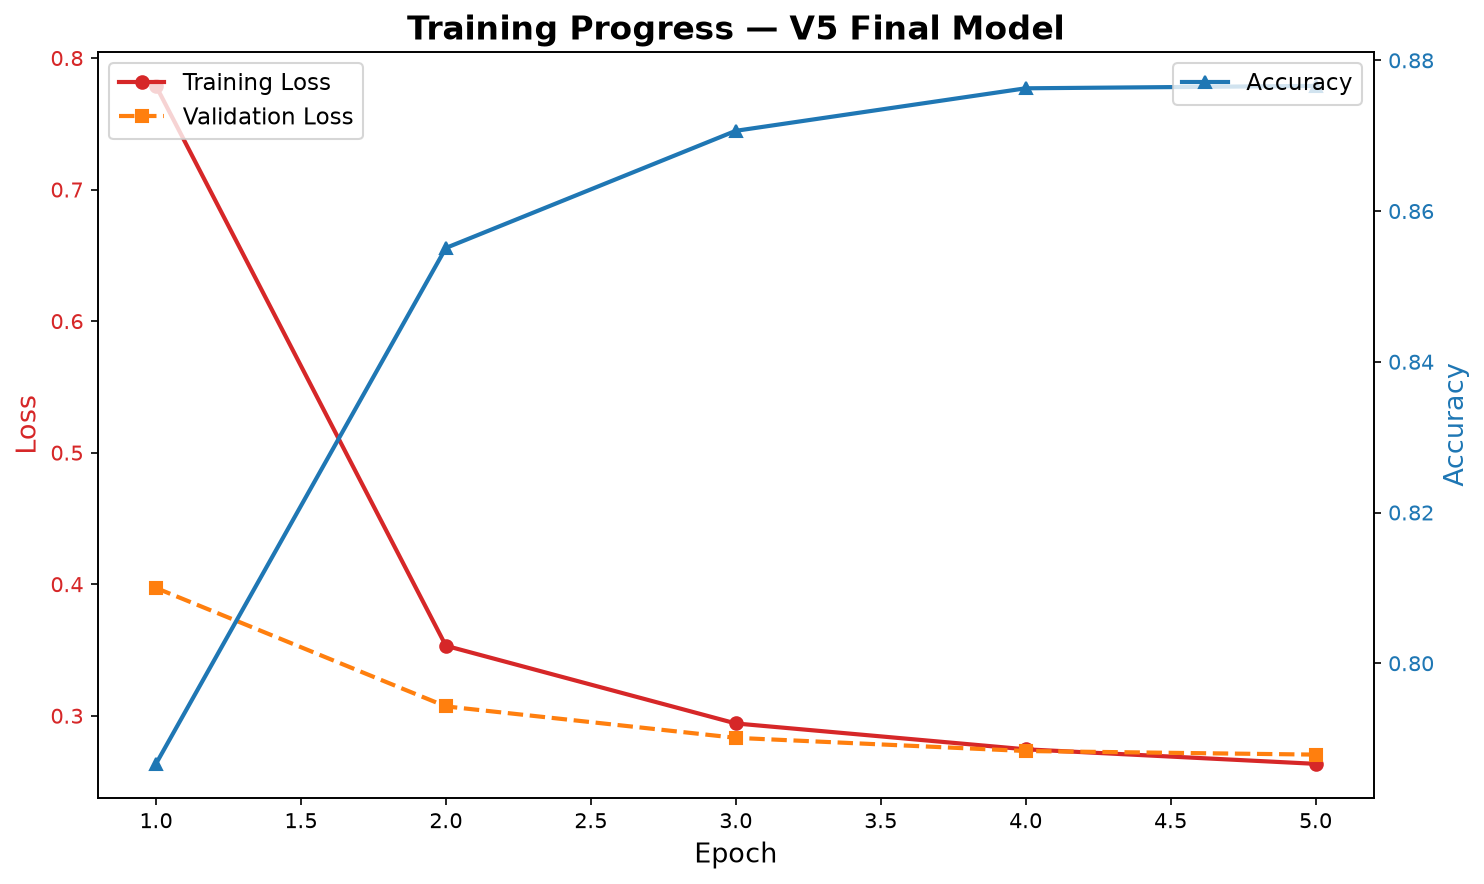 Training Progress — V5 Final Model
Training Loss
Validation Loss
Accuracy
0.8
0.7
0.6
0.5
0.4
0.3
Loss
0.88
0.86
0.84
0.82
0.80
Accuracy
1.0 1.5 2.0 2.5 3.0 3.5 4.0 4.5 5.0
Epoch